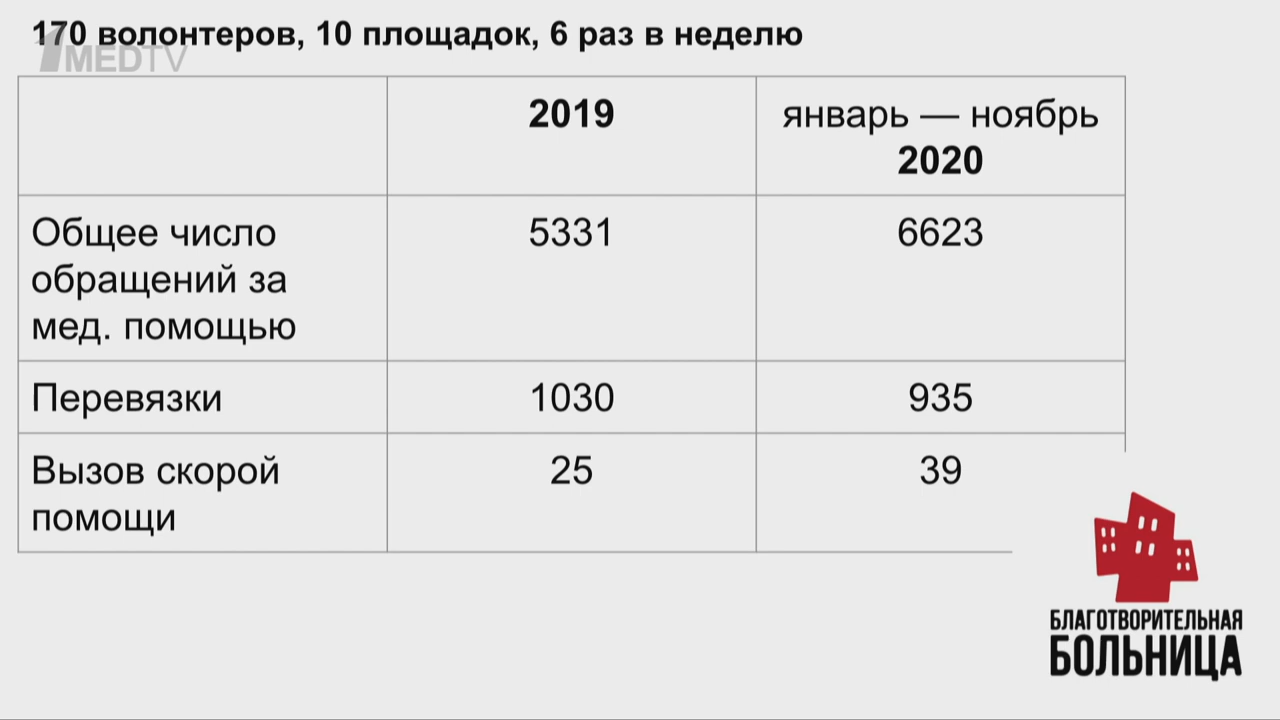 170 волонтеров, 10 площадок, 6 раз в неделю
1MEDTV
2019
январь — ноябрь
2020
Общее число
обращений за
мед. помощью
5331
6623
Перевязки
1030
935
Вызов скорой
помощи
25
39
БЛАГОТВОРИТЕЛЬНАЯ
БОЛЬНИЦА